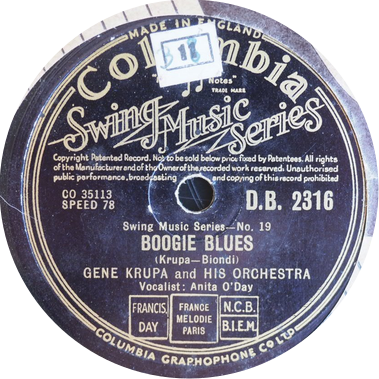 MADE IN ENGLAND
Columbia
Notes"
TRADE MARK
Swing Music
Series
Copyright Patented Record. Not to be sold below price fixed by Patentees. All rights
of the Manufacturer and of the Owner of the recorded work reserved. Unauthorised
public performance, broadcasting and copying of this record prohibited
CO 35113
SPEED 78
D.B. 2316
Swing Music Series—No. 19
BOOGIE BLUES
(Krupa—Biondi)
GENE KRUPA and HIS ORCHESTRA
Vocalist: Anita O'Day
FRANCIS,
DAY
FRANCE
MELODIE
PARIS
N.C.B.
B.I.E.M.
COLUMBIA GRAPHOPHONE CO LTD